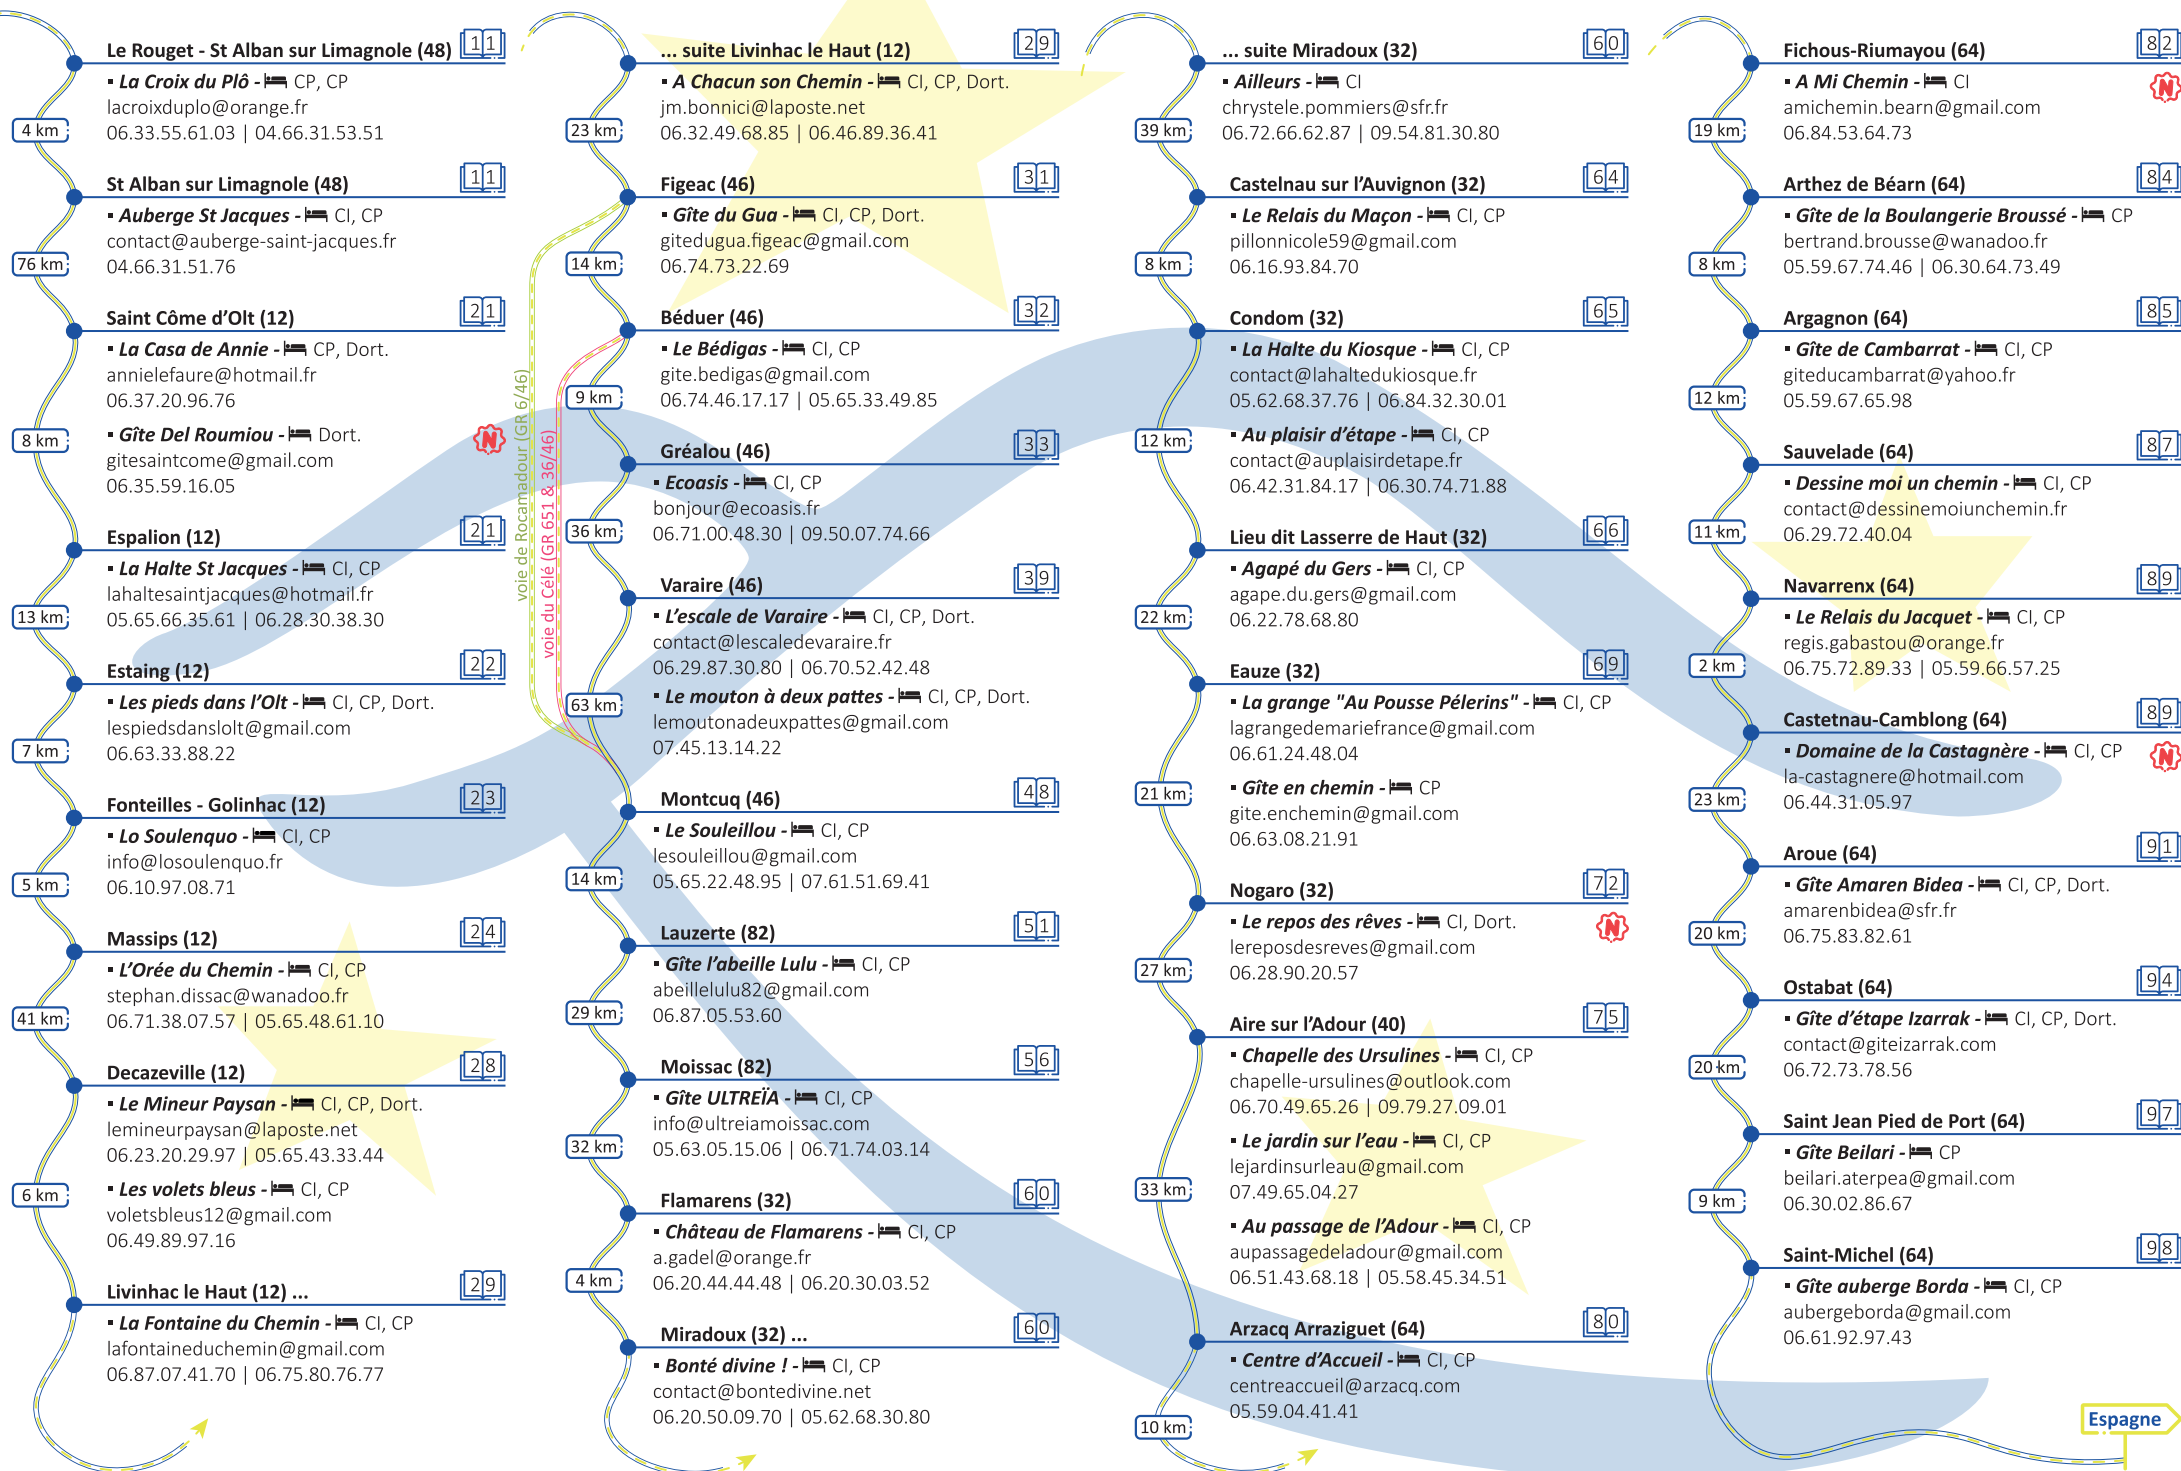 Le Rouget - St Alban sur Limagnole (48) 11
▪ La Croix du Plô - CP, CP
lacroixduplo@orange.fr
06.33.55.61.03 | 04.66.31.53.51
4 km
St Alban sur Limagnole (48) 11
▪ Auberge St Jacques - CI, CP
contact@auberge-saint-jacques.fr
04.66.31.51.76
76 km
Saint Côme d'Olt (12) 21
▪ La Casa de Annie - CP, Dort.
annielefaure@hotmail.fr
06.37.20.96.76
▪ Gîte Del Roumiou - Dort. N
gitesaintcome@gmail.com
06.35.59.16.05
8 km
Espalion (12) 21
▪ La Halte St Jacques - CI, CP
lahaltesaintjacques@hotmail.fr
05.65.66.35.61 | 06.28.30.38.30
13 km
Estaing (12) 22
▪ Les pieds dans l'Olt - CI, CP, Dort.
lespiedsdanslolt@gmail.com
06.63.33.88.22
7 km
Fonteilles - Golinhac (12) 23
▪ Lo Soulenquo - CI, CP
info@losoulenquo.fr
06.10.97.08.71
5 km
Massips (12) 24
▪ L'Orée du Chemin - CI, CP
stephan.dissac@wanadoo.fr
06.71.38.07.57 | 05.65.48.61.10
41 km
Decazeville (12) 28
▪ Le Mineur Paysan - CI, CP, Dort.
lemineurpaysan@laposte.net
06.23.20.29.97 | 05.65.43.33.44
▪ Les volets bleus - CI, CP
voletsbleus12@gmail.com
06.49.89.97.16
6 km
Livinhac le Haut (12) ... 29
▪ La Fontaine du Chemin - CI, CP
lafontaineduchemin@gmail.com
06.87.07.41.70 | 06.75.80.76.77
... suite Livinhac le Haut (12) 29
▪ A Chacun son Chemin - CI, CP, Dort.
jm.bonnici@laposte.net
06.32.49.68.85 | 06.46.89.36.41
23 km
Figeac (46) 31
▪ Gîte du Gua - CI, CP, Dort.
gitedugua.figeac@gmail.com
06.74.73.22.69
14 km
Béduer (46) 32
▪ Le Bédigas - CI, CP
gite.bedigas@gmail.com
06.74.46.17.17 | 05.65.33.49.85
9 km
voie de Rocamadour (GR 6/46)
voie du Célé (GR 651 & 36/46)
Gréalou (46) 33
▪ Ecoasis - CI, CP
bonjour@ecoasis.fr
06.71.00.48.30 | 09.50.07.74.66
36 km
Varaire (46) 39
▪ L'escale de Varaire - CI, CP, Dort.
contact@lescaledevaraire.fr
06.29.87.30.80 | 06.70.52.42.48
▪ Le mouton à deux pattes - CI, CP, Dort.
lemoutonadeuxpattes@gmail.com
07.45.13.14.22
63 km
Montcuq (46) 48
▪ Le Souleillou - CI, CP
lesouleillou@gmail.com
05.65.22.48.95 | 07.61.51.69.41
14 km
Lauzerte (82) 51
▪ Gîte l'abeille Lulu - CI, CP
abeillelulu82@gmail.com
06.87.05.53.60
29 km
Moissac (82) 56
▪ Gîte ULTREÏA - CI, CP
info@ultreiamoissac.com
05.63.05.15.06 | 06.71.74.03.14
32 km
Flamarens (32) 60
▪ Château de Flamarens - CI, CP
a.gadel@orange.fr
06.20.44.44.48 | 06.20.30.03.52
4 km
Miradoux (32) ... 60
▪ Bonté divine ! - CI, CP
contact@bontedivine.net
06.20.50.09.70 | 05.62.68.30.80
... suite Miradoux (32) 60
▪ Ailleurs - CI
chrystele.pommiers@sfr.fr
06.72.66.62.87 | 09.54.81.30.80
39 km
Castelnau sur l'Auvignon (32) 64
▪ Le Relais du Maçon - CI, CP
pillonnicole59@gmail.com
06.16.93.84.70
8 km
Condom (32) 65
▪ La Halte du Kiosque - CI, CP
contact@lahaltedukiosque.fr
05.62.68.37.76 | 06.84.32.30.01
▪ Au plaisir d'étape - CI, CP
contact@auplaisirdetape.fr
06.42.31.84.17 | 06.30.74.71.88
12 km
Lieu dit Lasserre de Haut (32) 66
▪ Agapé du Gers - CI, CP
agape.du.gers@gmail.com
06.22.78.68.80
22 km
Eauze (32) 69
▪ La grange "Au Pousse Pélerins" - CI, CP
lagrangedemariefrance@gmail.com
06.61.24.48.04
▪ Gîte en chemin - CP
gite.enchemin@gmail.com
06.63.08.21.91
21 km
Nogaro (32) 72
▪ Le repos des rêves - CI, Dort. N
lereposdesreves@gmail.com
06.28.90.20.57
27 km
Aire sur l'Adour (40) 75
▪ Chapelle des Ursulines - CI, CP
chapelle-ursulines@outlook.com
06.70.49.65.26 | 09.79.27.09.01
▪ Le jardin sur l'eau - CI, CP
lejardinsurleau@gmail.com
07.49.65.04.27
▪ Au passage de l'Adour - CI, CP
aupassagedeladour@gmail.com
06.51.43.68.18 | 05.58.45.34.51
33 km
Arzacq Arraziguet (64) 80
▪ Centre d'Accueil - CI, CP
centreaccueil@arzacq.com
05.59.04.41.41
10 km
Fichous-Riumayou (64) 82
▪ A Mi Chemin - CI N
amichemin.bearn@gmail.com
06.84.53.64.73
19 km
Arthez de Béarn (64) 84
▪ Gîte de la Boulangerie Broussé - CP
bertrand.brousse@wanadoo.fr
05.59.67.74.46 | 06.30.64.73.49
8 km
Argagnon (64) 85
▪ Gîte de Cambarrat - CI, CP
giteducambarrat@yahoo.fr
05.59.67.65.98
12 km
Sauvelade (64) 87
▪ Dessine moi un chemin - CI, CP
contact@dessinemoiunchemin.fr
06.29.72.40.04
11 km
Navarrenx (64) 89
▪ Le Relais du Jacquet - CI, CP
regis.gabastou@orange.fr
06.75.72.89.33 | 05.59.66.57.25
2 km
Castetnau-Camblong (64) 89
▪ Domaine de la Castagnère - CI, CP N
la-castagnere@hotmail.com
06.44.31.05.97
23 km
Aroue (64) 91
▪ Gîte Amaren Bidea - CI, CP, Dort.
amarenbidea@sfr.fr
06.75.83.82.61
20 km
Ostabat (64) 94
▪ Gîte d'étape Izarrak - CI, CP, Dort.
contact@giteizarrak.com
06.72.73.78.56
20 km
Saint Jean Pied de Port (64) 97
▪ Gîte Beilari - CP
beilari.aterpea@gmail.com
06.30.02.86.67
9 km
Saint-Michel (64) 98
▪ Gîte auberge Borda - CI, CP
aubergeborda@gmail.com
06.61.92.97.43
Espagne